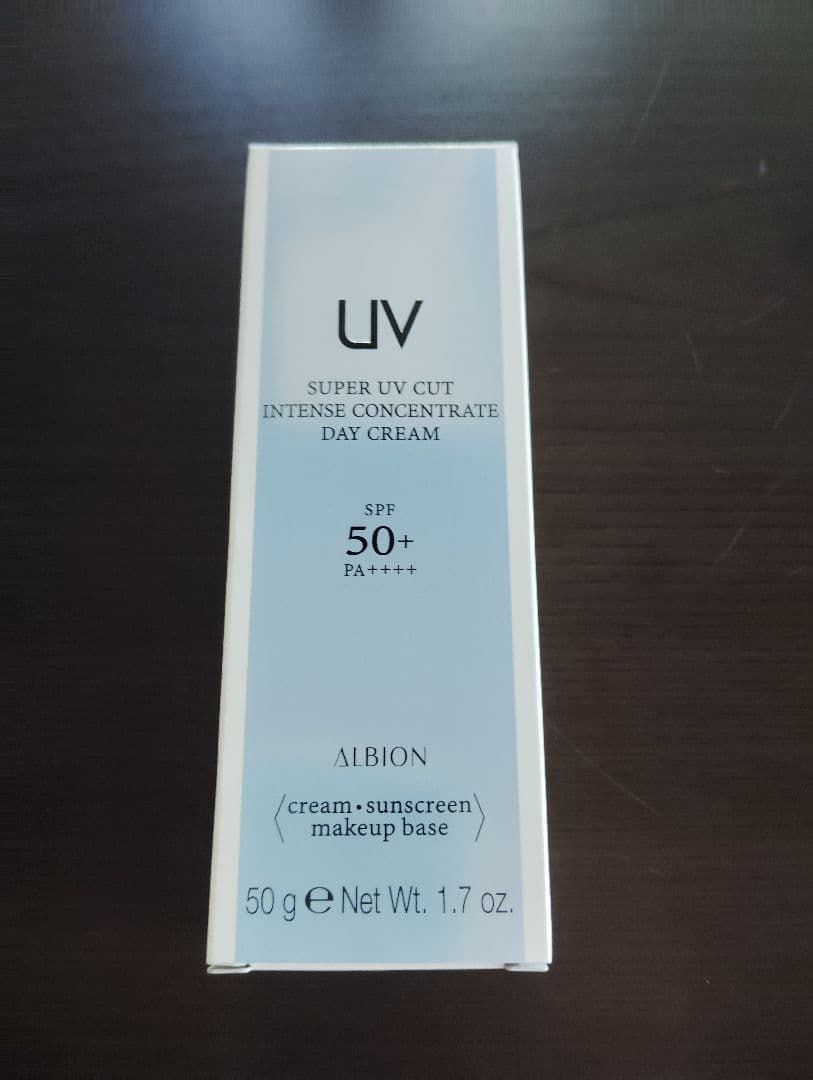 UV
SUPER UV CUT
INTENSE CONCENTRATE
DAY CREAM
SPF
50+
PA++++
ALBION
〈cream・sunscreen
makeup base〉
50 g ℮ Net Wt. 1.7 oz.